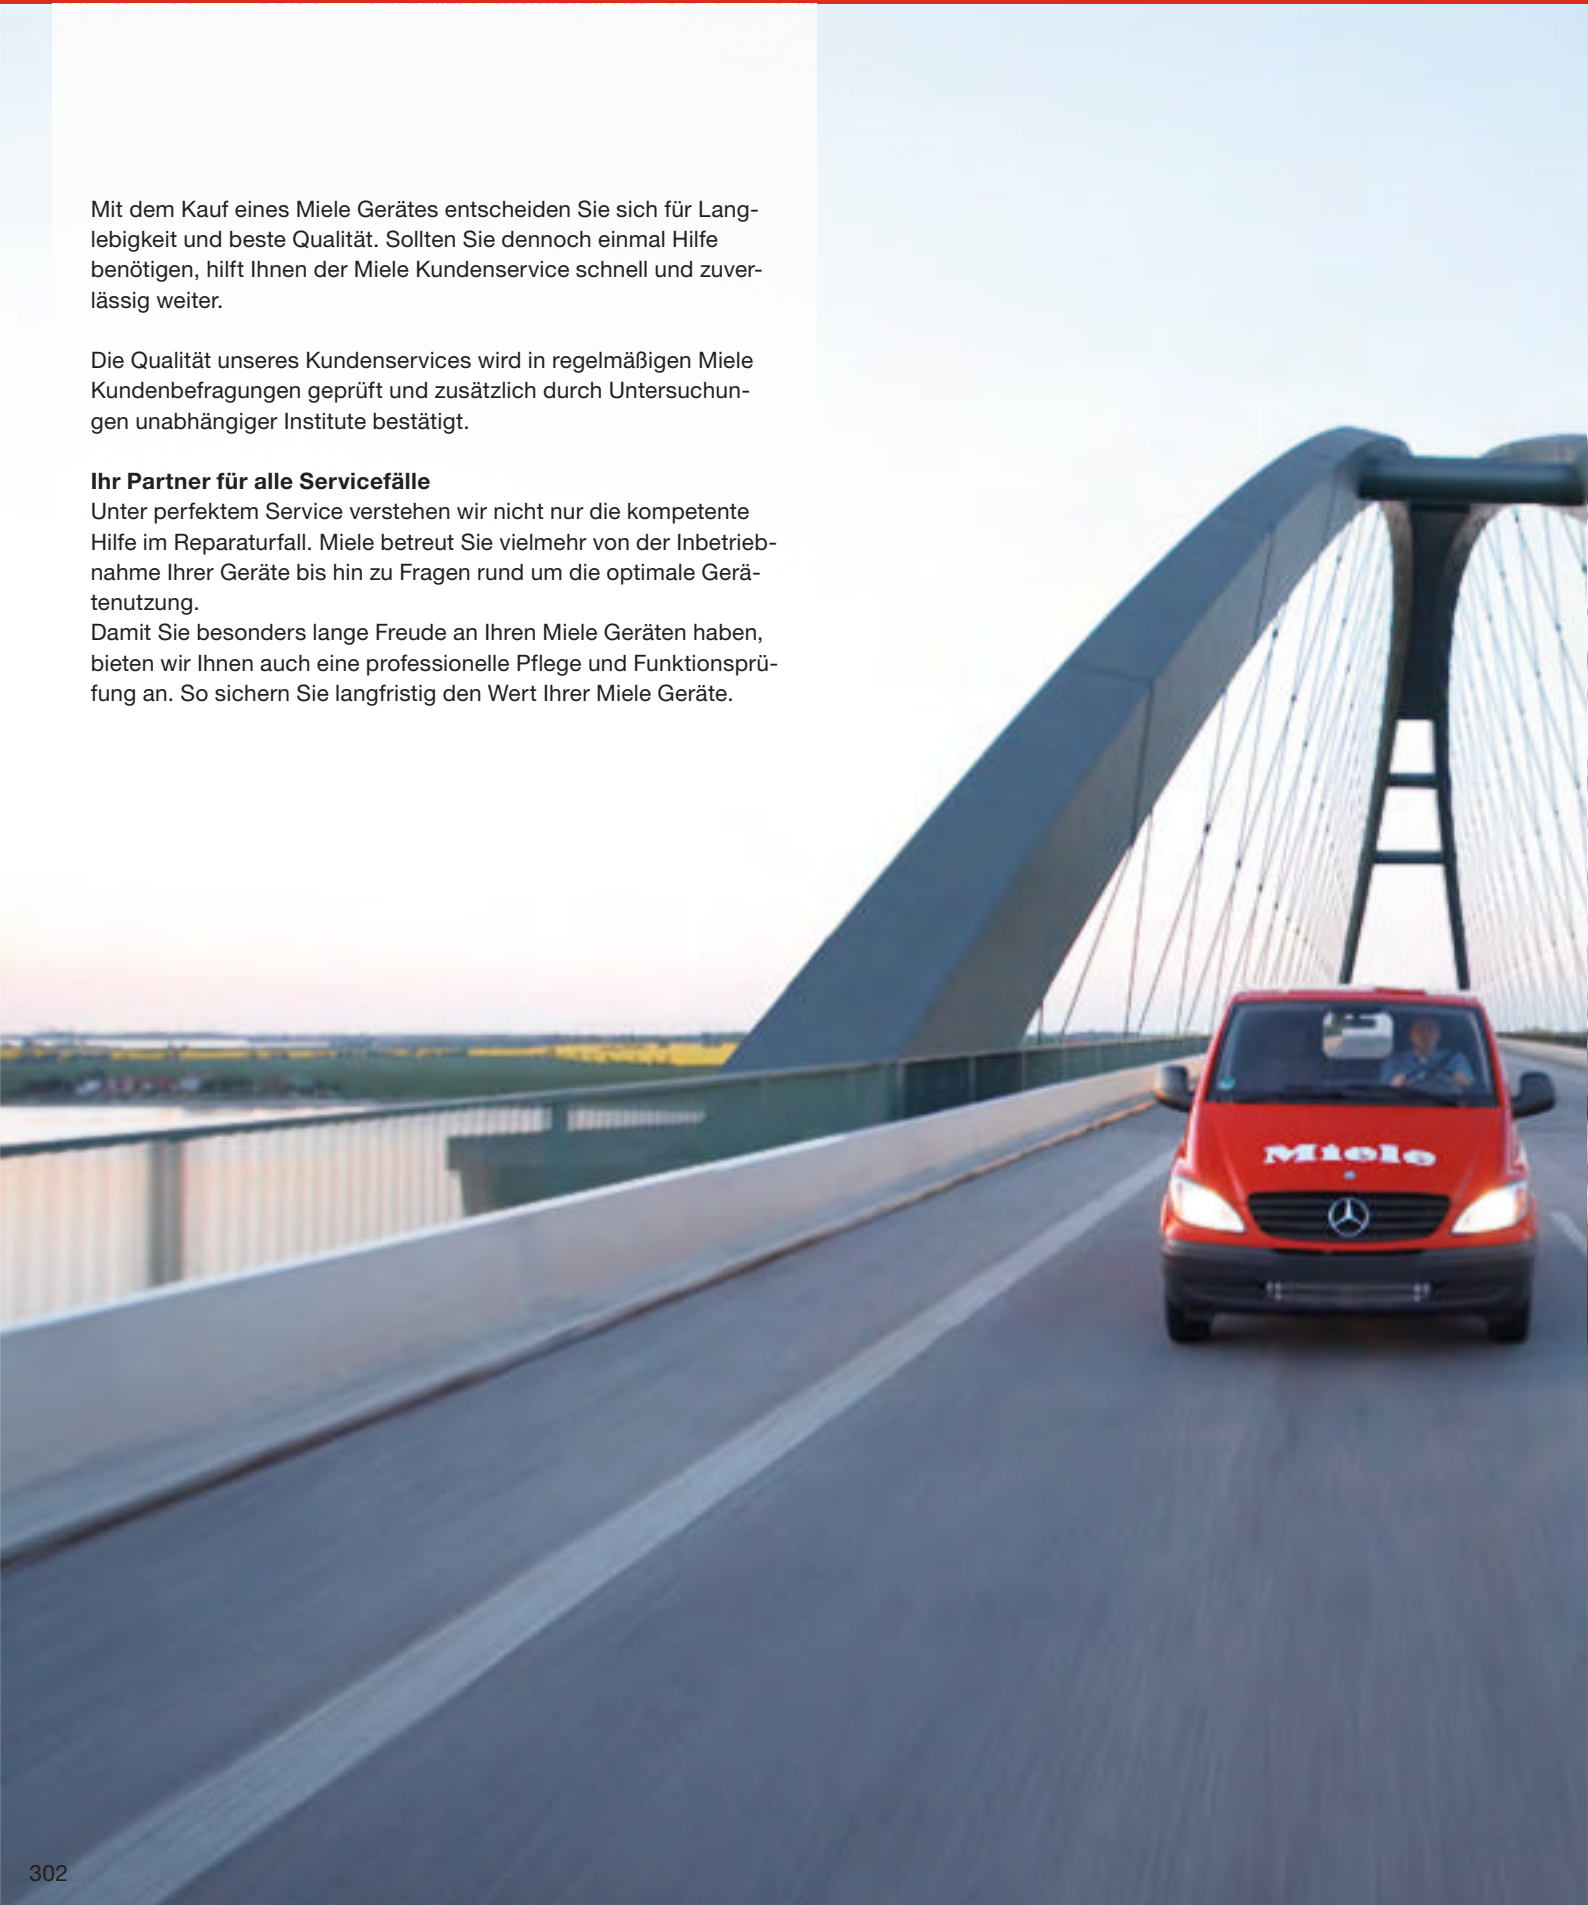 Mit dem Kauf eines Miele Gerätes entscheiden Sie sich für Lang-
lebigkeit und beste Qualität. Sollten Sie dennoch einmal Hilfe
benötigen, hilft Ihnen der Miele Kundenservice schnell und zuver-
lässig weiter.
Die Qualität unseres Kundenservices wird in regelmäßigen Miele
Kundenbefragungen geprüft und zusätzlich durch Untersuchun-
gen unabhängiger Institute bestätigt.
Ihr Partner für alle Servicefälle
Unter perfektem Service verstehen wir nicht nur die kompetente
Hilfe im Reparaturfall. Miele betreut Sie vielmehr von der Inbetrieb-
nahme Ihrer Geräte bis hin zu Fragen rund um die optimale Gerä-
tenutzung.
Damit Sie besonders lange Freude an Ihren Miele Geräten haben,
bieten wir Ihnen auch eine professionelle Pflege und Funktionsprü-
fung an. So sichern Sie langfristig den Wert Ihrer Miele Geräte.
Miele
302